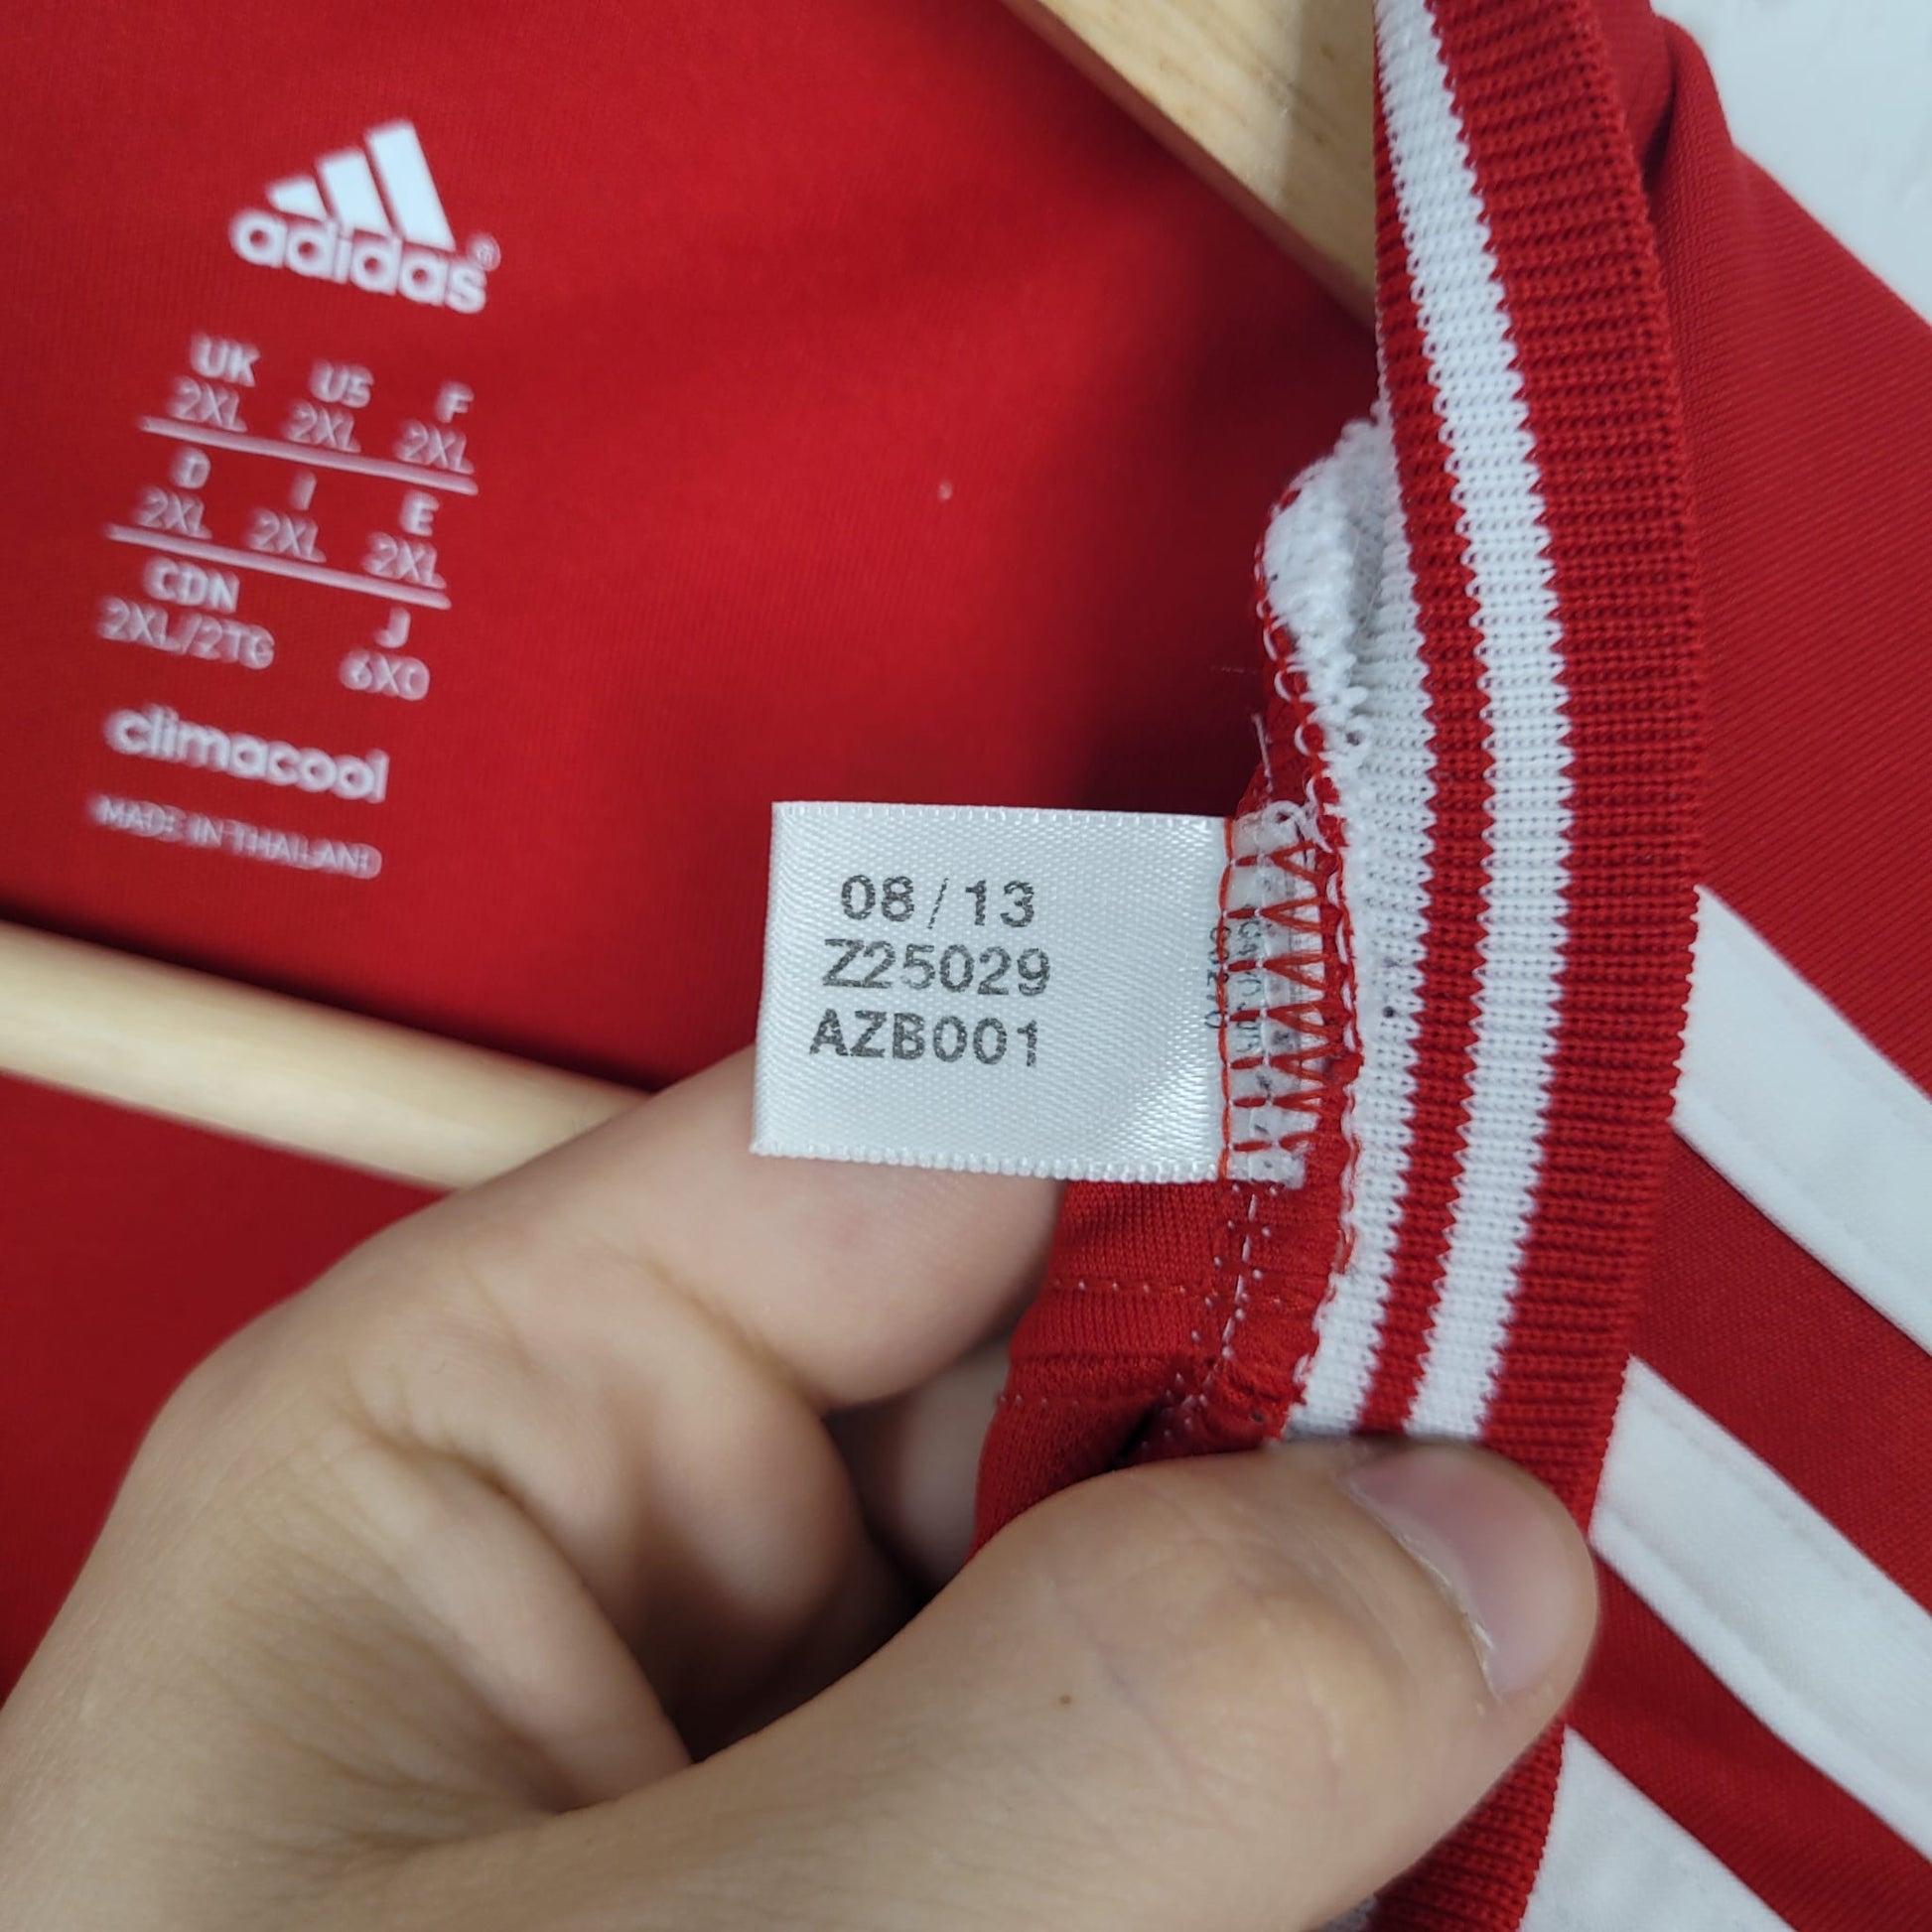 adidas®
UK US F
2XL 2XL 2XL
D I E
2XL 2XL 2XL
CDN J
2XL/2TG 6XO
climacool
MADE IN THAILAND
08/13
Z25029
AZB001